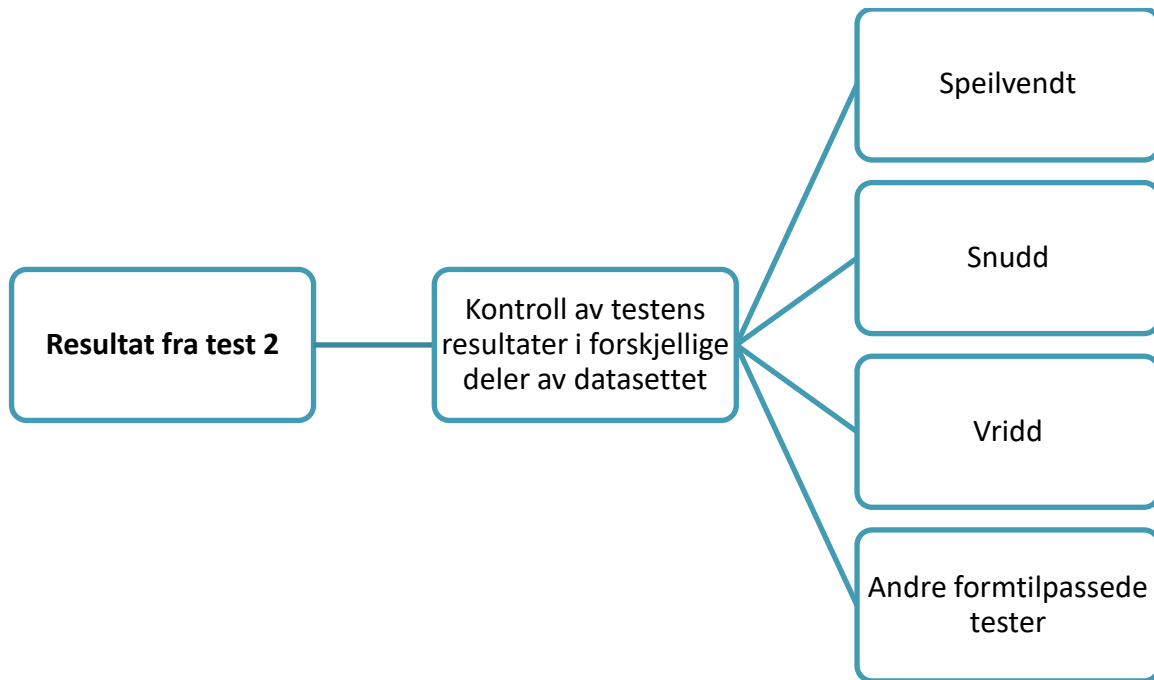 Resultat fra test 2
Kontroll av testens
resultater i forskjellige
deler av datasettet
Speilvendt
Snudd
Vridd
Andre formtilpassede
tester